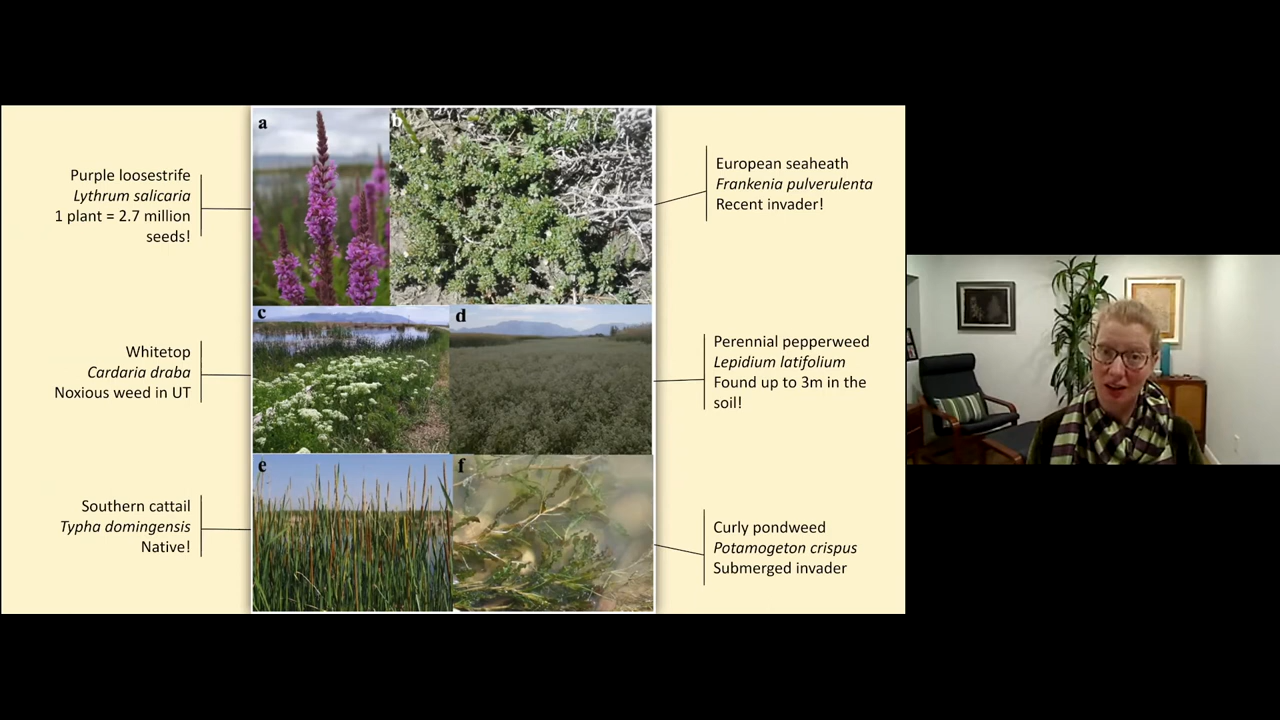 a
b
Purple loosestrife
Lythrum salicaria
1 plant = 2.7 million
seeds!
European seaheath
Frankenia pulverulenta
Recent invader!
c
d
Whitetop
Cardaria draba
Noxious weed in UT
Perennial pepperweed
Lepidium latifolium
Found up to 3m in the
soil!
e
f
Southern cattail
Typha domingensis
Native!
Curly pondweed
Potamogeton crispus
Submerged invader